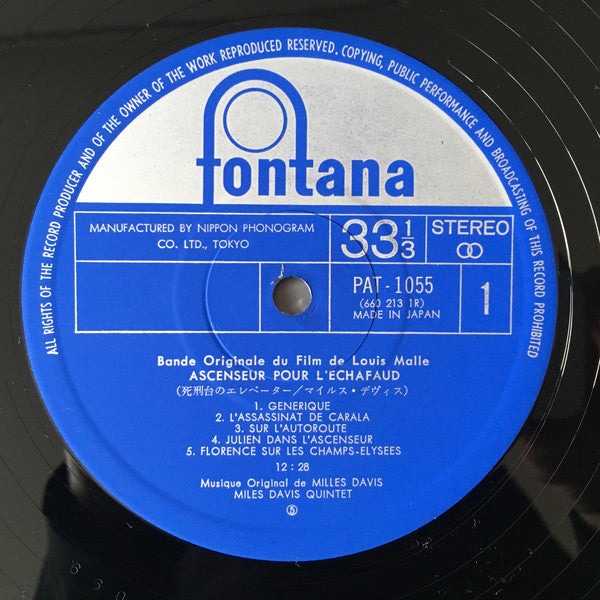 ALL RIGHTS OF THE RECORD PRODUCER AND OF THE OWNER OF THE WORK REPRODUCED RESERVED. COPYING, PUBLIC PERFORMANCE AND BROADCASTING OF THIS RECORD PROHIBITED
fontana
MANUFACTURED BY NIPPON PHONOGRAM
CO. LTD., TOKYO
33 1/3
STEREO
PAT-1055
(660 213 1R)
MADE IN JAPAN
1
Bande Originale du Film de Louis Malle
ASCENSEUR POUR L'ECHAFAUD
(死刑台のエレベーター/マイルス・デヴィス)
1. GENERIQUE
2. L'ASSASSINAT DE CARALA
3. SUR L'AUTOROUTE
4. JULIEN DANS L'ASCENSEUR
5. FLORENCE SUR LES CHAMPS-ELYSEES
12:28
Musique Original de MILLES DAVIS
MILES DAVIS QUINTET
⑤